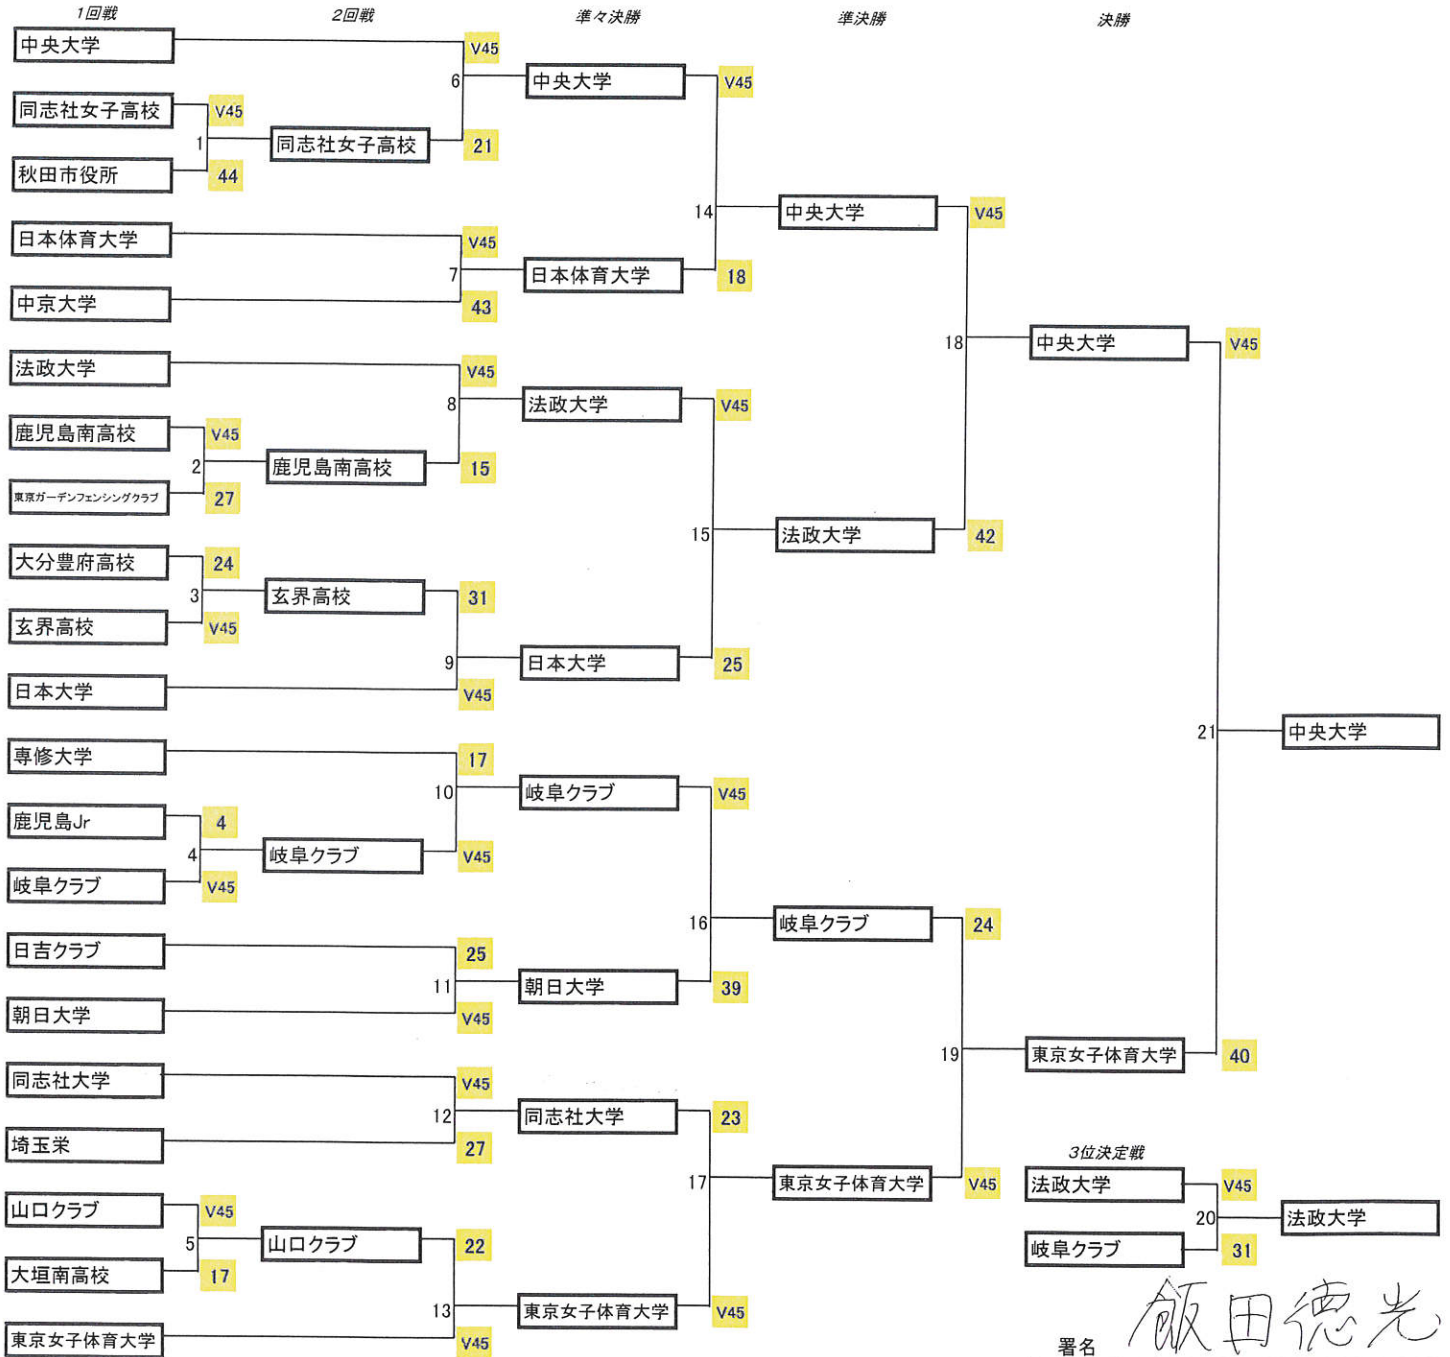 1回戦 2回戦 準々決勝 準決勝 決勝
中央大学 V45
6 中央大学 V45
同志社女子高校 V45
1 同志社女子高校 21
秋田市役所 44
14 中央大学 V45
日本体育大学 V45
7 日本体育大学 18
中京大学 43
18 中央大学 V45
法政大学 V45
8 法政大学 V45
鹿児島南高校 V45
2 鹿児島南高校 15
東京ガーデンフェンシングクラブ 27
15 法政大学 42
大分豊府高校 24
3 玄界高校 31
玄界高校 V45
9 日本大学 25
日本大学 V45
21 中央大学
専修大学 17
10 岐阜クラブ V45
鹿児島Jr 4
4 岐阜クラブ V45
岐阜クラブ V45
16 岐阜クラブ 24
日吉クラブ 25
11 朝日大学 39
朝日大学 V45
19 東京女子体育大学 40
同志社大学 V45
12 同志社大学 23
埼玉栄 27
3位決定戦
17 東京女子体育大学 V45
法政大学 V45
山口クラブ V45
20 法政大学
5 山口クラブ 22
岐阜クラブ 31
大垣南高校 17
13 東京女子体育大学 V45
東京女子体育大学 V45
署名 飯田徳光